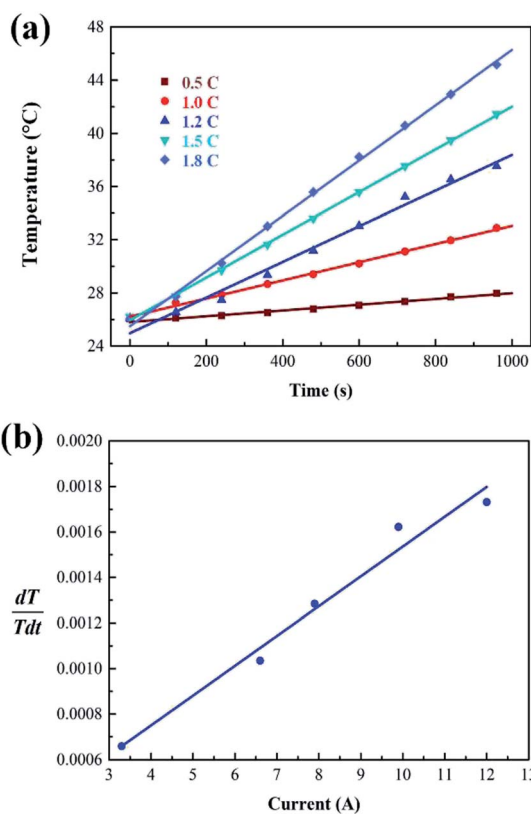 (a)
48
44
40
36
32
28
24
Temperature (°C)
0.5 C
1.0 C
1.2 C
1.5 C
1.8 C
0 200 400 600 800 1000
Time (s)
(b)
0.0020
0.0018
0.0016
0.0014
0.0012
0.0010
0.0008
0.0006
dT
Tdt
3 4 5 6 7 8 9 10 11 12 13
Current (A)